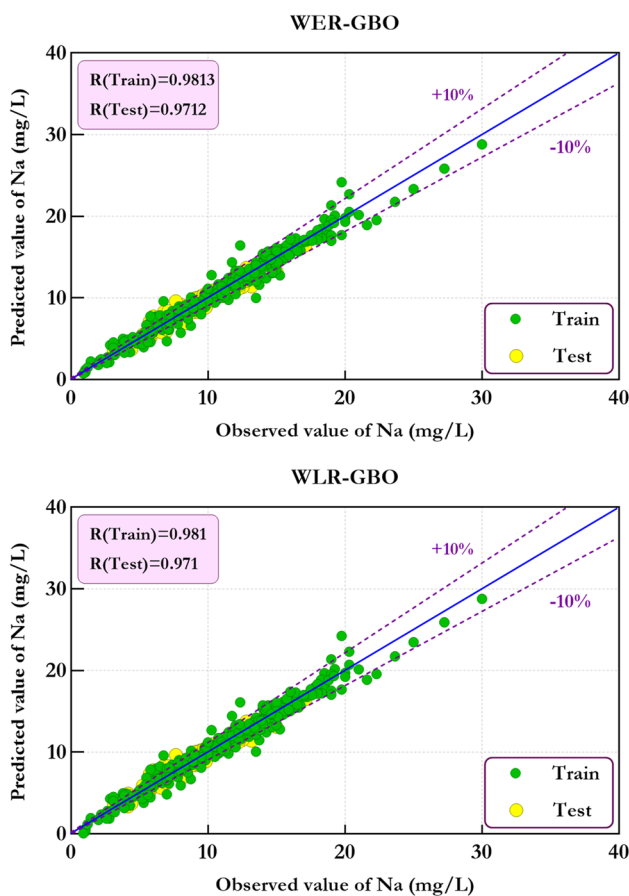 WER-GBO
R(Train)=0.9813
R(Test)=0.9712
+10%
-10%
Train
Test
40
30
20
10
0
0 10 20 30 40
Predicted value of Na (mg/L)
Observed value of Na (mg/L)
WLR-GBO
R(Train)=0.981
R(Test)=0.971
+10%
-10%
Train
Test
40
30
20
10
0
0 10 20 30 40
Predicted value of Na (mg/L)
Observed value of Na (mg/L)